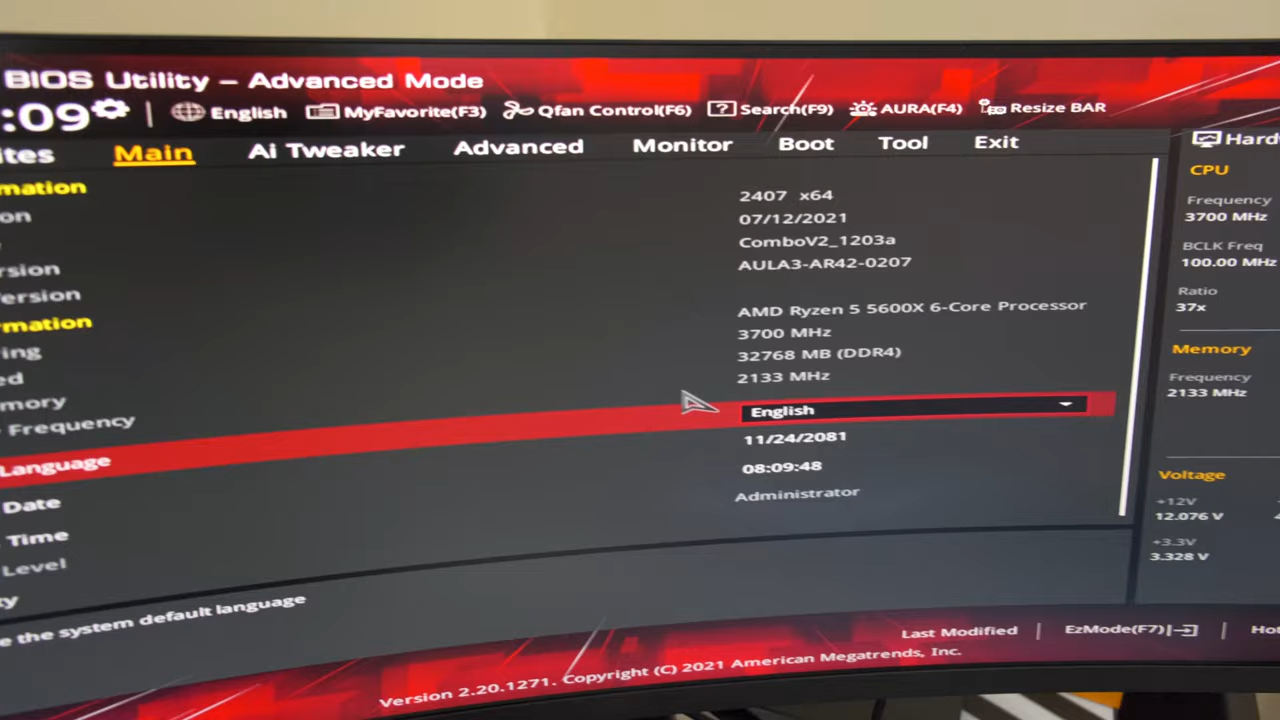 BIOS Utility – Advanced Mode
:09 English MyFavorite(F3) Qfan Control(F6) Search(F9) AURA(F4) Resize BAR
ites Main Ai Tweaker Advanced Monitor Boot Tool Exit
Hard
mation
on 2407 x64
07/12/2021
rsion ComboV2_1203a
ersion AULA3-AR42-0207
rmation
ing AMD Ryzen 5 5600X 6-Core Processor
ed 3700 MHz
mory 32768 MB (DDR4)
Frequency 2133 MHz
Language English
Date 11/24/2081
Time 08:09:48
Level Administrator
ty
e the system default language
CPU
Frequency
3700 MHz
BCLK Freq
100.00 MHz
Ratio
37x
Memory
Frequency
2133 MHz
Voltage
+12V
12.076 V
+3.3V
3.328 V
Last Modified EzMode(F7) Hot
Version 2.20.1271. Copyright (C) 2021 American Megatrends, Inc.